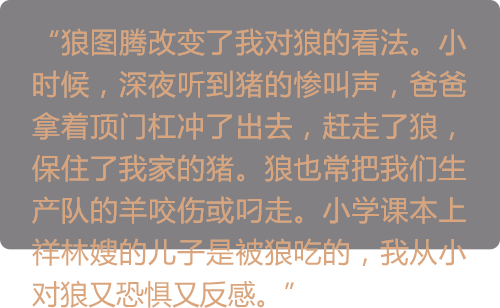 “狼图腾改变了我对狼的看法。小
时候，深夜听到猪的惨叫声，爸爸
拿着顶门杠冲了出去，赶走了狼，
保住了我家的猪。狼也常把我们生
产队的羊咬伤或叼走。小学课本上
祥林嫂的儿子是被狼吃的，我从小
对狼又恐惧又反感。”